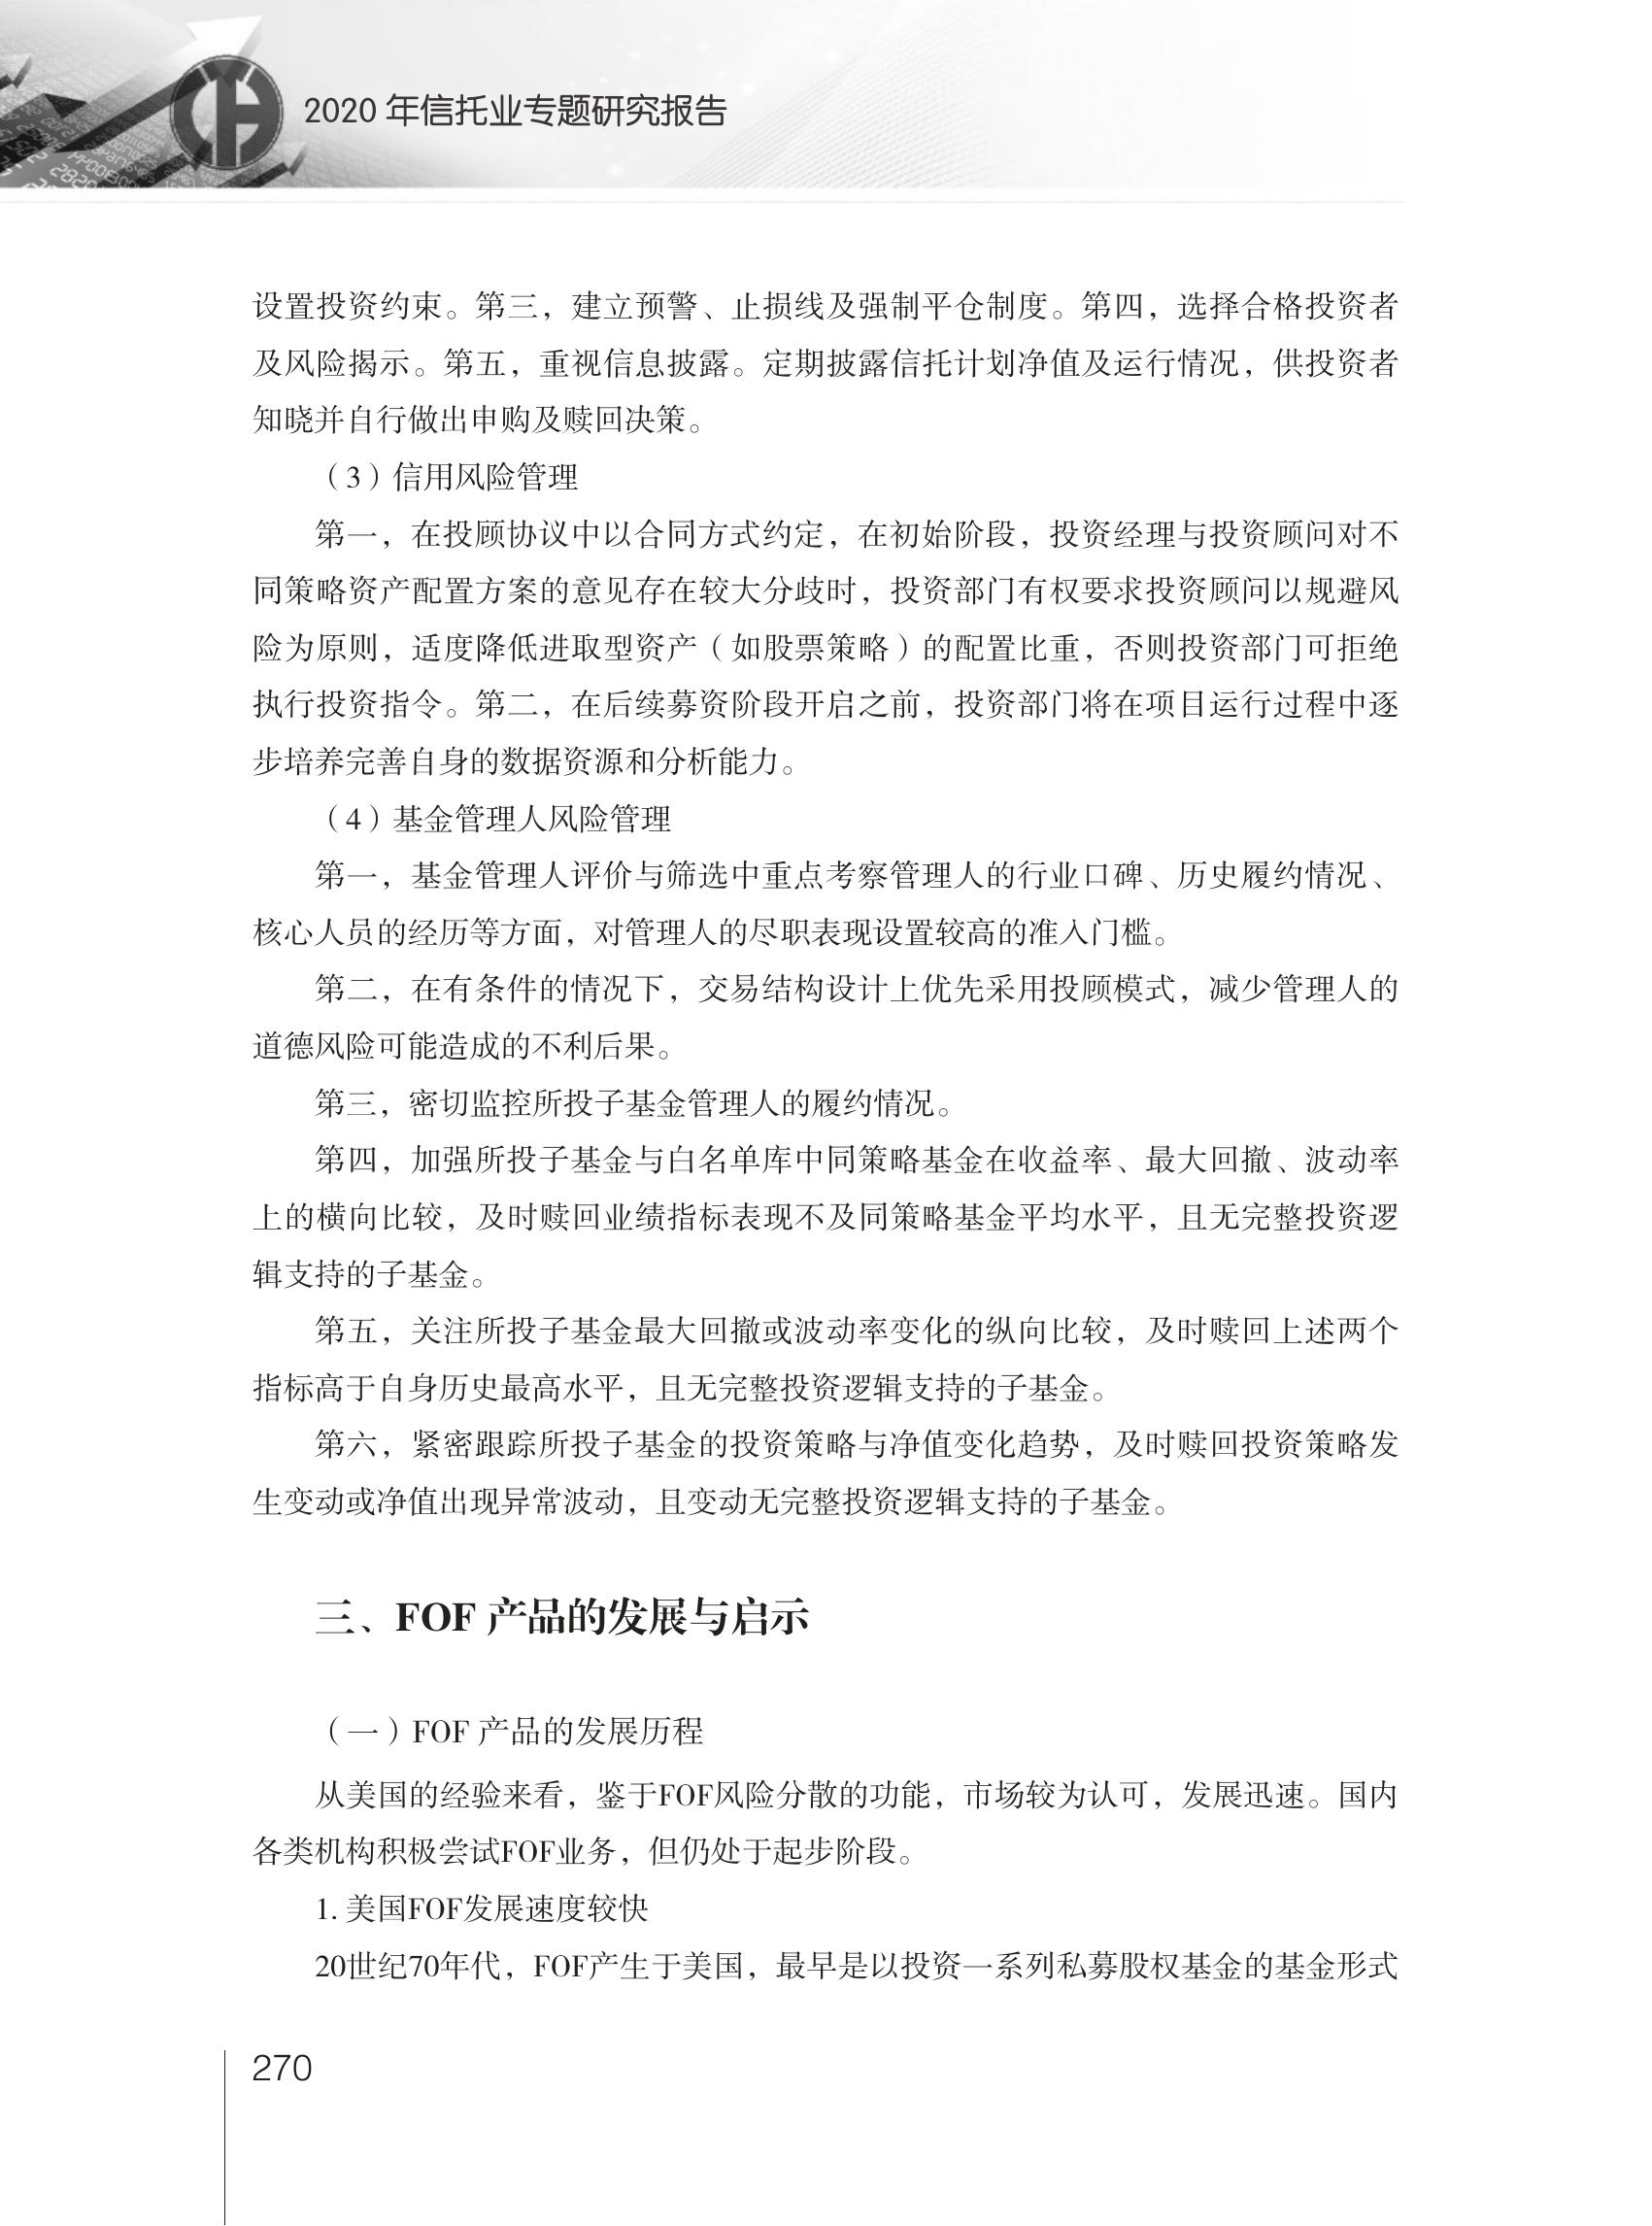 2020 年信托业专题研究报告
设置投资约束。第三，建立预警、止损线及强制平仓制度。第四，选择合格投资者
及风险揭示。第五，重视信息披露。定期披露信托计划净值及运行情况，供投资者
知晓并自行做出申购及赎回决策。
（3）信用风险管理
第一，在投顾协议中以合同方式约定，在初始阶段，投资经理与投资顾问对不
同策略资产配置方案的意见存在较大分歧时，投资部门有权要求投资顾问以规避风
险为原则，适度降低进取型资产（如股票策略）的配置比重，否则投资部门可拒绝
执行投资指令。第二，在后续募资阶段开启之前，投资部门将在项目运行过程中逐
步培养完善自身的数据资源和分析能力。
（4）基金管理人风险管理
第一，基金管理人评价与筛选中重点考察管理人的行业口碑、历史履约情况、
核心人员的经历等方面，对管理人的尽职表现设置较高的准入门槛。
第二，在有条件的情况下，交易结构设计上优先采用投顾模式，减少管理人的
道德风险可能造成的不利后果。
第三，密切监控所投子基金管理人的履约情况。
第四，加强所投子基金与白名单库中同策略基金在收益率、最大回撤、波动率
上的横向比较，及时赎回业绩指标表现不及同策略基金平均水平，且无完整投资逻
辑支持的子基金。
第五，关注所投子基金最大回撤或波动率变化的纵向比较，及时赎回上述两个
指标高于自身历史最高水平，且无完整投资逻辑支持的子基金。
第六，紧密跟踪所投子基金的投资策略与净值变化趋势，及时赎回投资策略发
生变动或净值出现异常波动，且变动无完整投资逻辑支持的子基金。
三、FOF 产品的发展与启示
（一）FOF 产品的发展历程
从美国的经验来看，鉴于FOF风险分散的功能，市场较为认可，发展迅速。国内
各类机构积极尝试FOF业务，但仍处于起步阶段。
1. 美国FOF发展速度较快
20世纪70年代，FOF产生于美国，最早是以投资一系列私募股权基金的基金形式
270